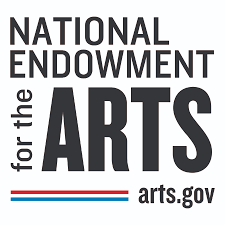 NATIONAL
ENDOWMENT
for the
ARTS
arts.gov